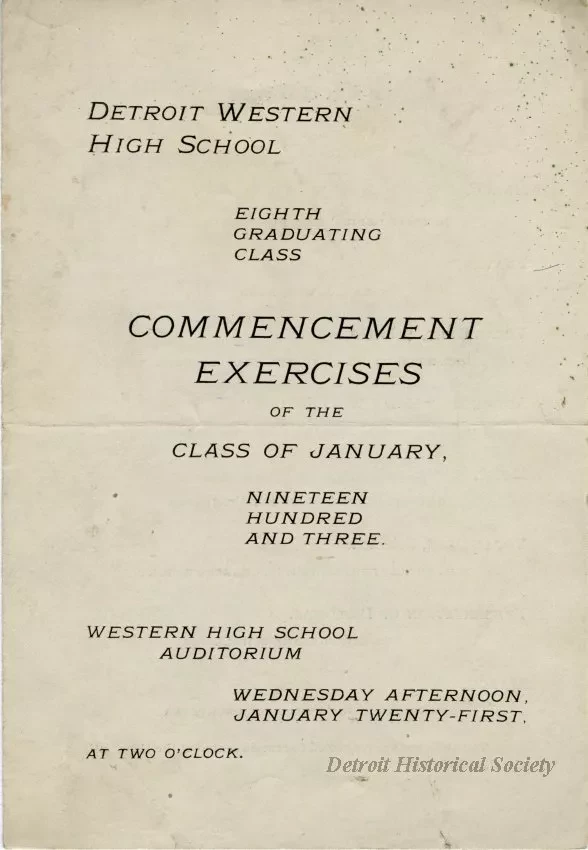 DETROIT WESTERN
HIGH SCHOOL
EIGHTH
GRADUATING
CLASS
COMMENCEMENT
EXERCISES
OF THE
CLASS OF JANUARY,
NINETEEN
HUNDRED
AND THREE.
WESTERN HIGH SCHOOL
AUDITORIUM
WEDNESDAY AFTERNOON,
JANUARY TWENTY-FIRST,
AT TWO O'CLOCK.
Detroit Historical Society